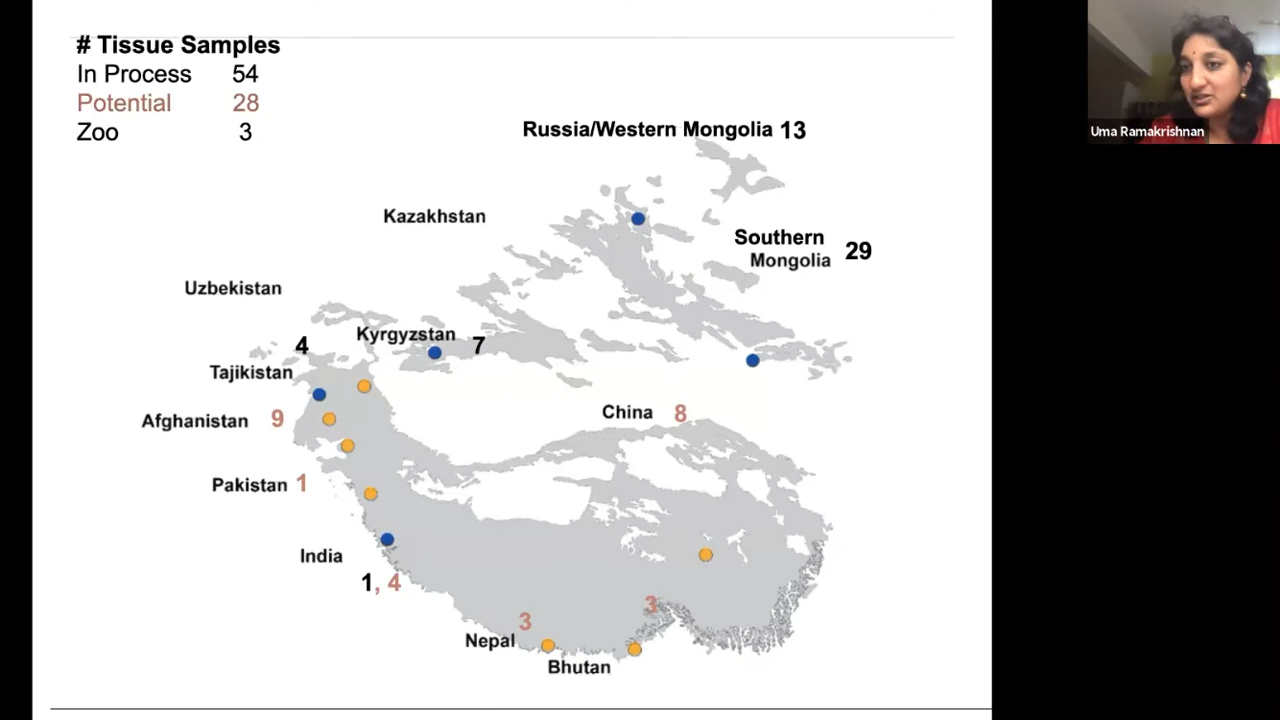 # Tissue Samples
In Process 54
Potential 28
Zoo 3
Uma Ramakrishnan
Russia/Western Mongolia 13
Kazakhstan
Southern
Mongolia 29
Uzbekistan
Kyrgyzstan 7
4
Tajikistan
Afghanistan 9
China 8
Pakistan 1
India
1, 4
3
3
Nepal
Bhutan